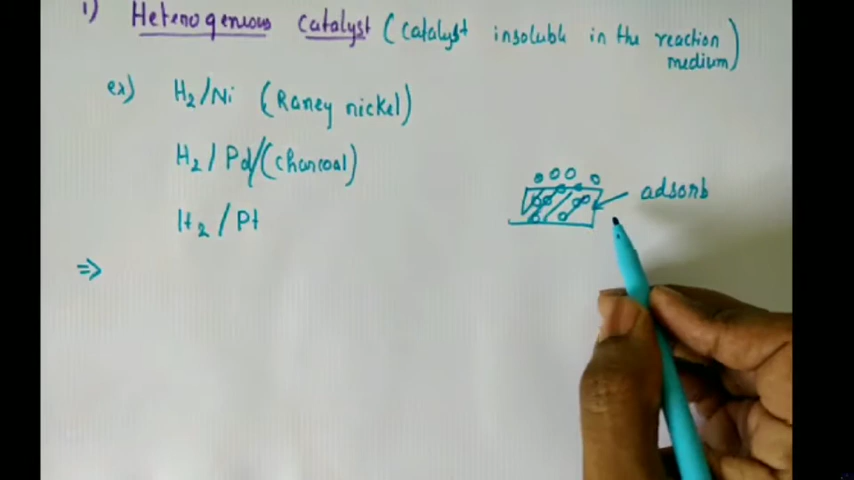 1) Heterogenuous catalyst (catalyst insoluble in the reaction medium)
ex) H₂/Ni (Raney nickel)
H₂/Pd/(charcoal)
adsorb
H₂/Pt
⇒